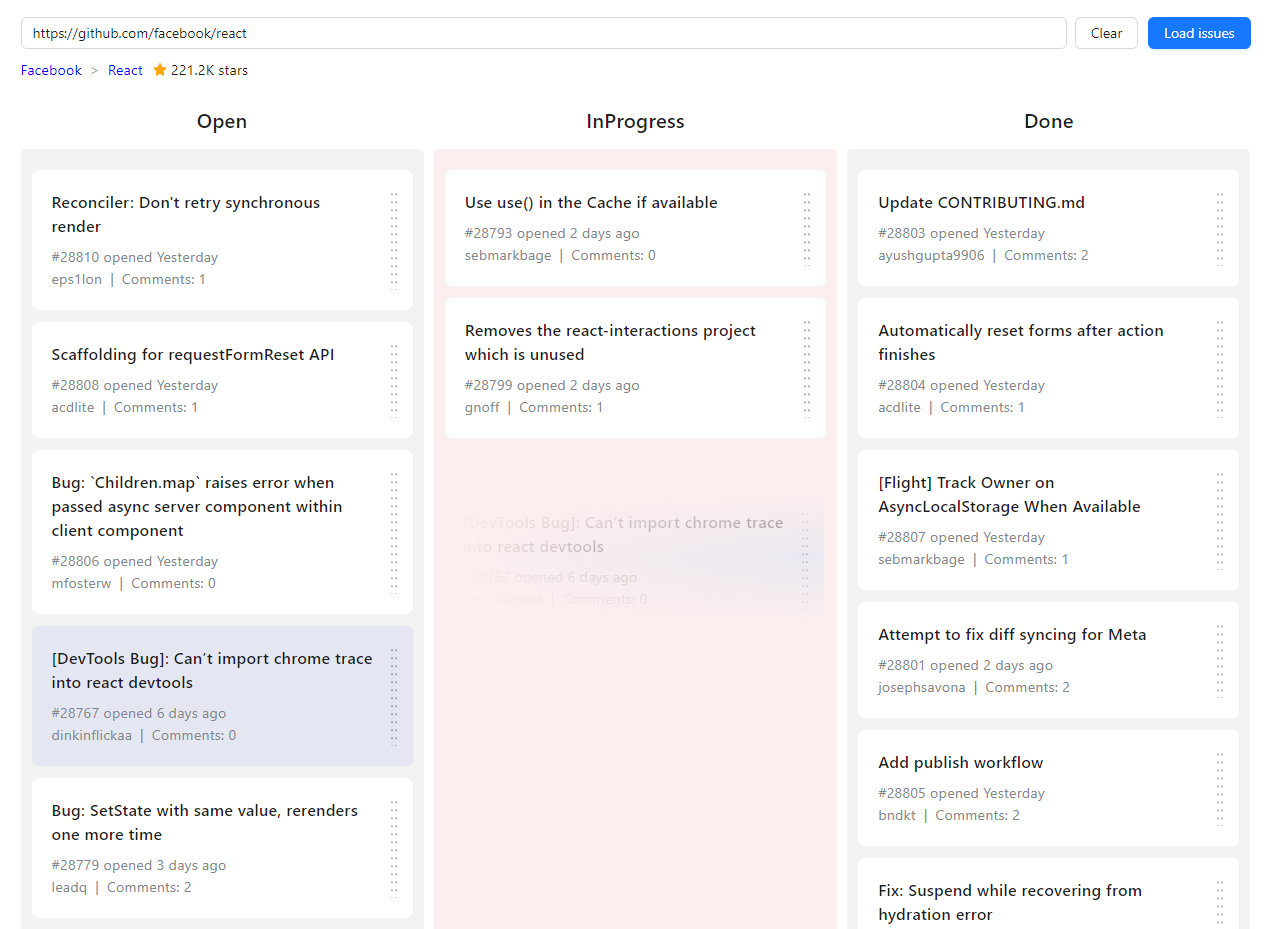 https://github.com/facebook/react
Clear
Load issues
Facebook > React 221.2K stars
Open
Reconciler: Don't retry synchronous
render
#28810 opened Yesterday
eps1lon | Comments: 1
Scaffolding for requestFormReset API
#28808 opened Yesterday
acdlite | Comments: 1
Bug: `Children.map` raises error when
passed async server component within
client component
#28806 opened Yesterday
mfosterw | Comments: 0
[DevTools Bug]: Can't import chrome trace
into react devtools
#28767 opened 6 days ago
dinkinflickaa | Comments: 0
Bug: SetState with same value, rerenders
one more time
#28779 opened 3 days ago
leadq | Comments: 2
InProgress
Use use() in the Cache if available
#28793 opened 2 days ago
sebmarkbage | Comments: 0
Removes the react-interactions project
which is unused
#28799 opened 2 days ago
gnoff | Comments: 1
[DevTools Bug]: Can't import chrome trace
into react devtools
#28767 opened 6 days ago
dinkinflickaa | Comments: 0
Done
Update CONTRIBUTING.md
#28803 opened Yesterday
ayushgupta9906 | Comments: 2
Automatically reset forms after action
finishes
#28804 opened Yesterday
acdlite | Comments: 1
[Flight] Track Owner on
AsyncLocalStorage When Available
#28807 opened Yesterday
sebmarkbage | Comments: 1
Attempt to fix diff syncing for Meta
#28801 opened 2 days ago
josephsavona | Comments: 2
Add publish workflow
#28805 opened Yesterday
bndkt | Comments: 2
Fix: Suspend while recovering from
hydration error